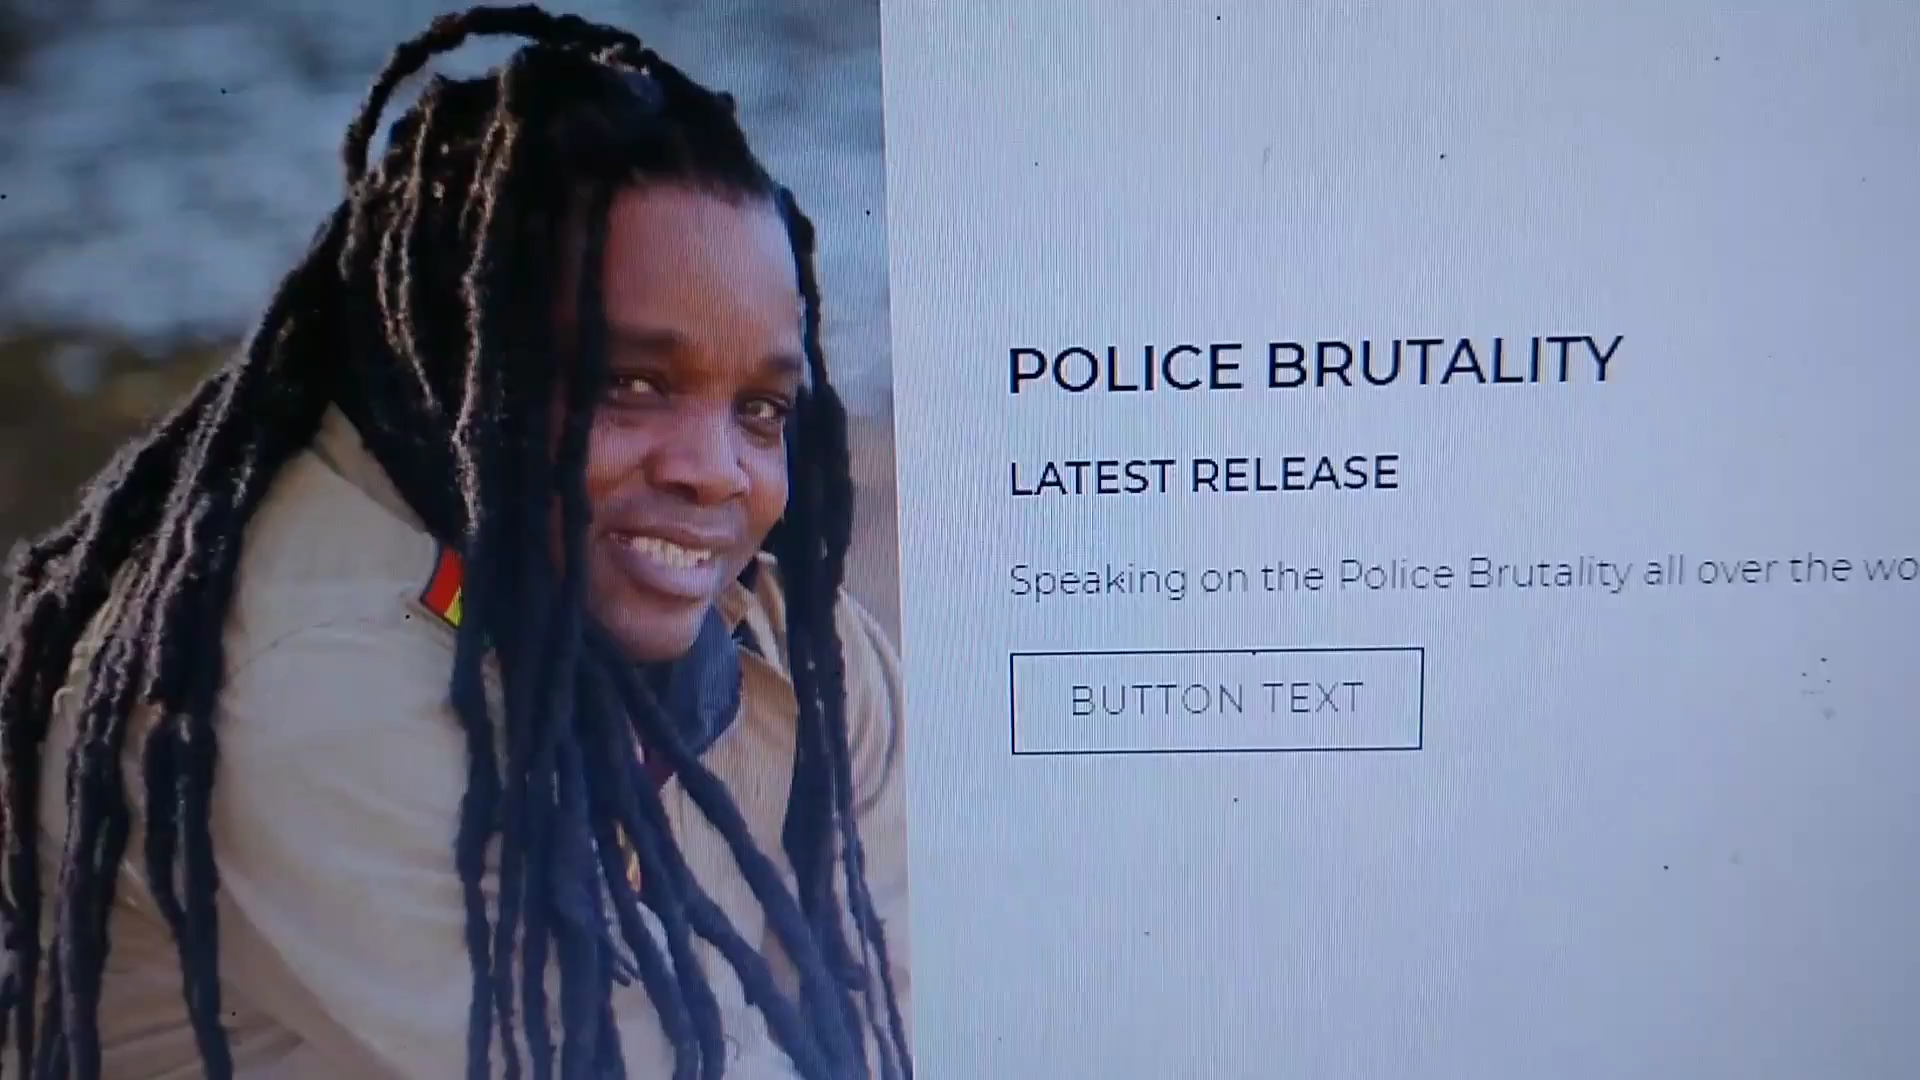 POLICE BRUTALITY
LATEST RELEASE
Speaking on the Police Brutality all over the
BUTTON TEXT